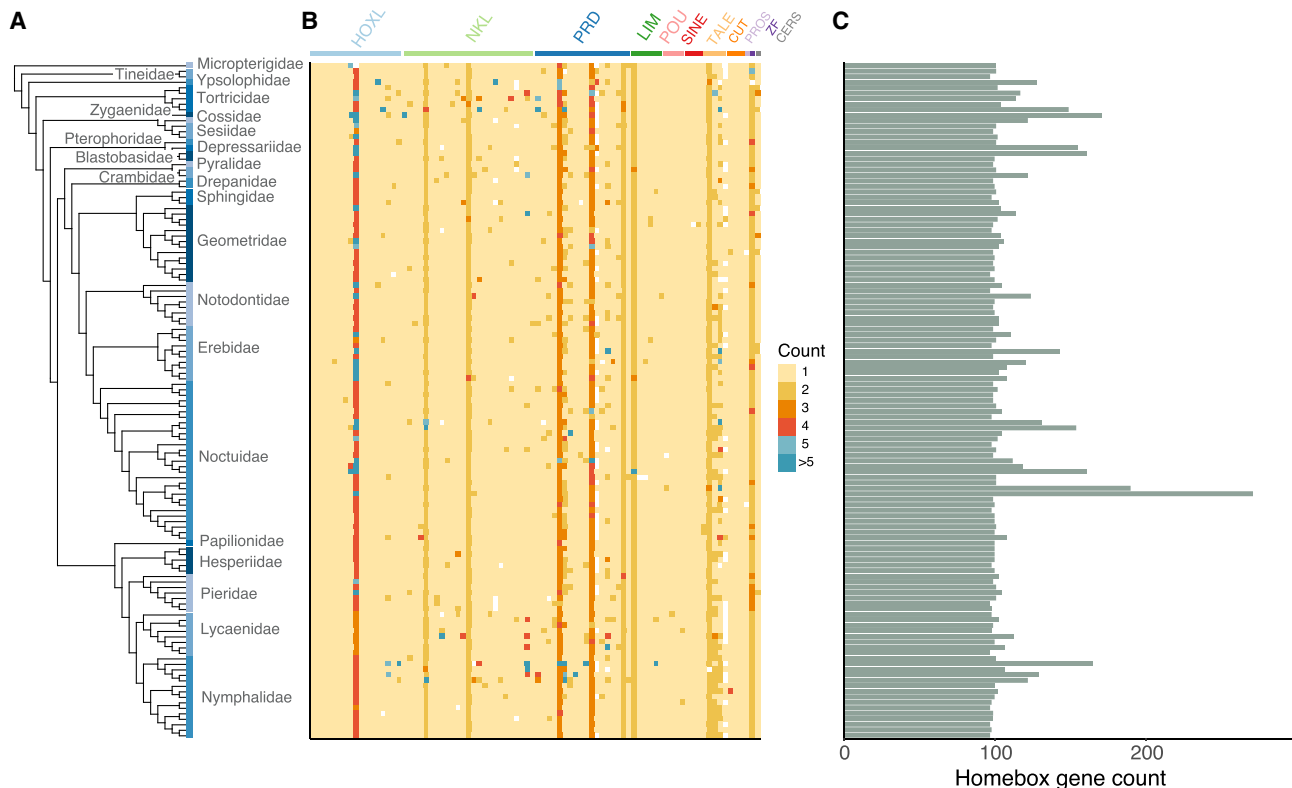 A
B
C
HOXL
NKL
PRD
LIM
POU
SINE
TALE
CUT
PROS
ZF
CERS
Micropterigidae
Tineidae
Ypsolophidae
Tortricidae
Zygaenidae
Cossidae
Sesiidae
Pterophoridae
Depressariidae
Blastobasidae
Pyralidae
Crambidae
Drepanidae
Sphingidae
Geometridae
Notodontidae
Erebidae
Noctuidae
Papilionidae
Hesperiidae
Pieridae
Lycaenidae
Nymphalidae
Count
1
2
3
4
5
>5
0
100
200
Homebox gene count